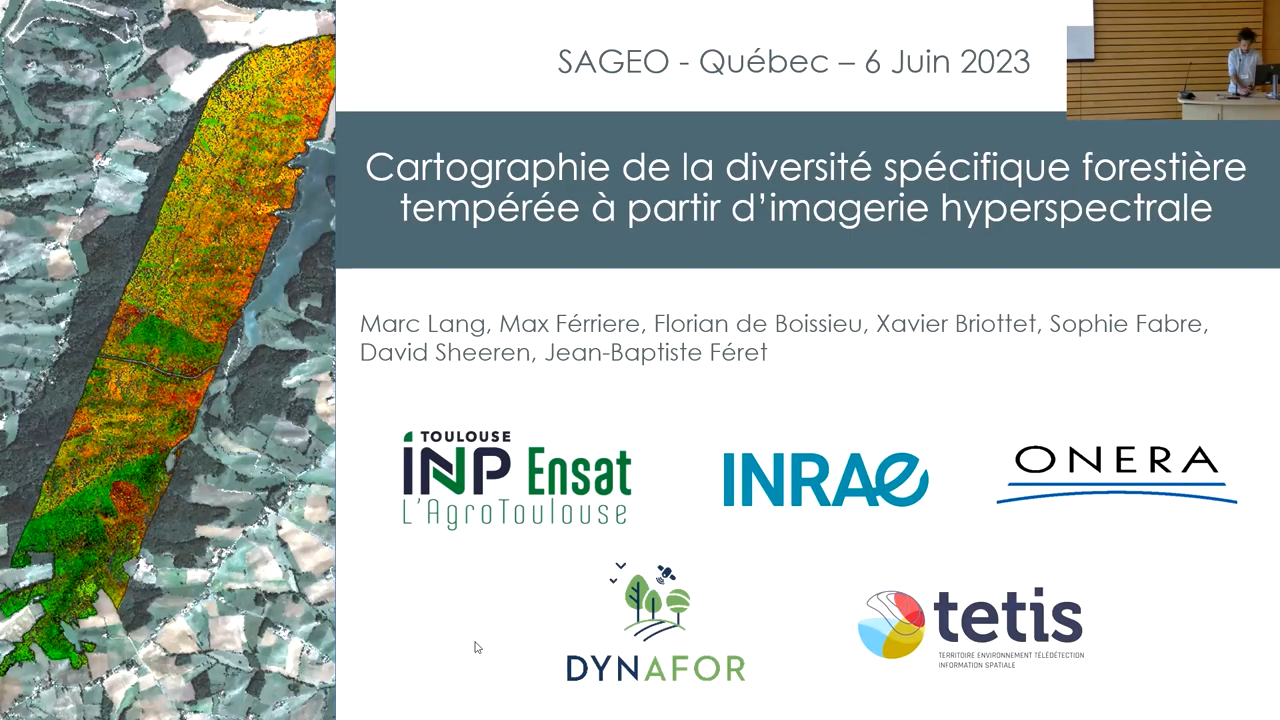 SAGEO - Québec – 6 Juin 2023
Cartographie de la diversité spécifique forestière
tempérée à partir d'imagerie hyperspectrale
Marc Lang, Max Férriere, Florian de Boissieu, Xavier Briottet, Sophie Fabre,
David Sheeren, Jean-Baptiste Féret
TOULOUSE
INP Ensat
L'AgroToulouse
INRAE
ONERA
DYNAFOR
tetis
TERRITOIRE ENVIRONNEMENT TÉLÉDÉTECTION
INFORMATION SPATIALE